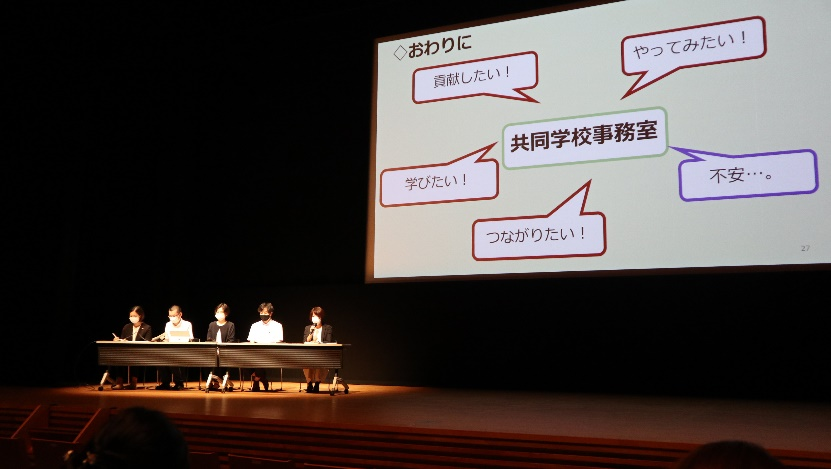 ◇おわりに
やってみたい！
貢献したい！
共同学校事務室
学びたい！
不安…。
つながりたい！
27